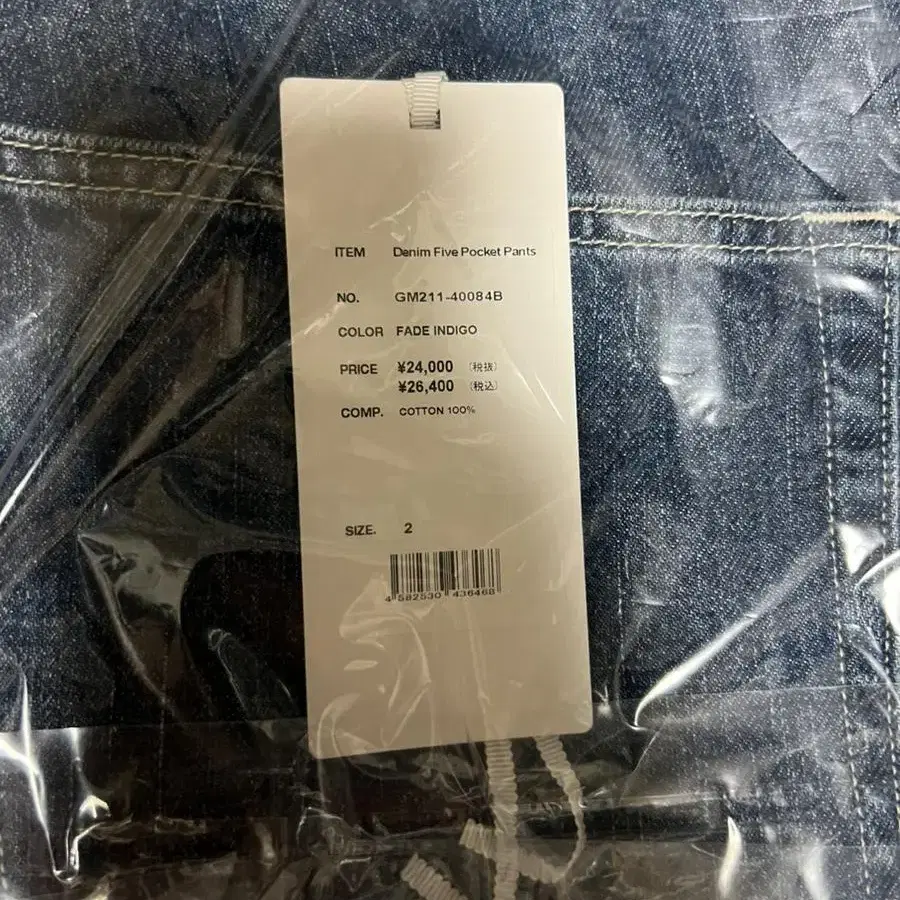 ITEM Denim Five Pocket Pants
NO. GM211-40084B
COLOR FADE INDIGO
PRICE ¥24,000 (税抜)
¥26,400 (税込)
COMP. COTTON 100%
SIZE. 2
4 582530 436468